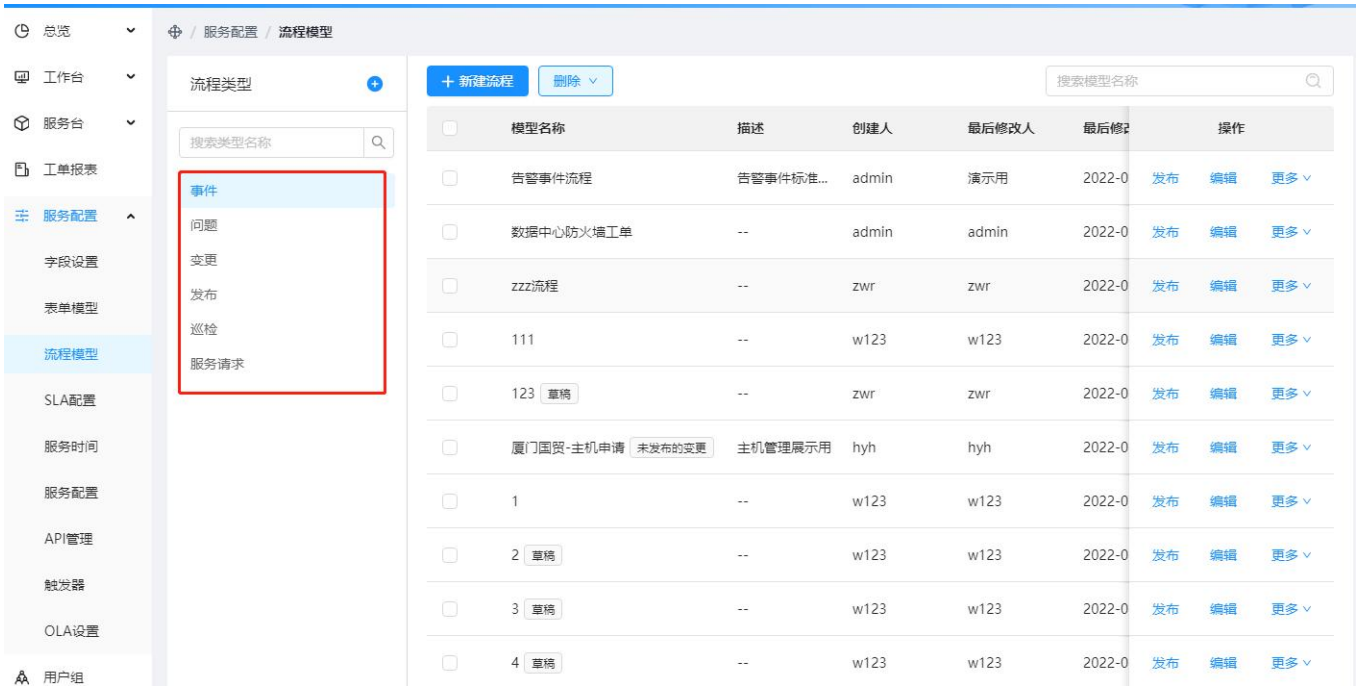 总览
工作台
服务台
工单报表
服务配置
字段设置
表单模型
流程模型
SLA配置
服务时间
服务配置
API管理
触发器
OLA设置
用户组
/ 服务配置 / 流程模型
流程类型
搜索类型名称
事件
问题
变更
发布
巡检
服务请求
+ 新建流程 删除
搜索模型名称
模型名称 描述 创建人 最后修改人 最后修 操作
告警事件流程 告警事件标准... admin 演示用 2022-0 发布 编辑 更多
数据中心防火墙工单 -- admin admin 2022-0 发布 编辑 更多
zzz流程 -- zwr zwr 2022-0 发布 编辑 更多
111 -- w123 w123 2022-0 发布 编辑 更多
123 草稿 -- zwr zwr 2022-0 发布 编辑 更多
厦门国贸-主机申请 未发布的变更 主机管理展示用 hyh hyh 2022-0 发布 编辑 更多
1 -- w123 w123 2022-0 发布 编辑 更多
2 草稿 -- w123 w123 2022-0 发布 编辑 更多
3 草稿 -- w123 w123 2022-0 发布 编辑 更多
4 草稿 -- w123 w123 2022-0 发布 编辑 更多